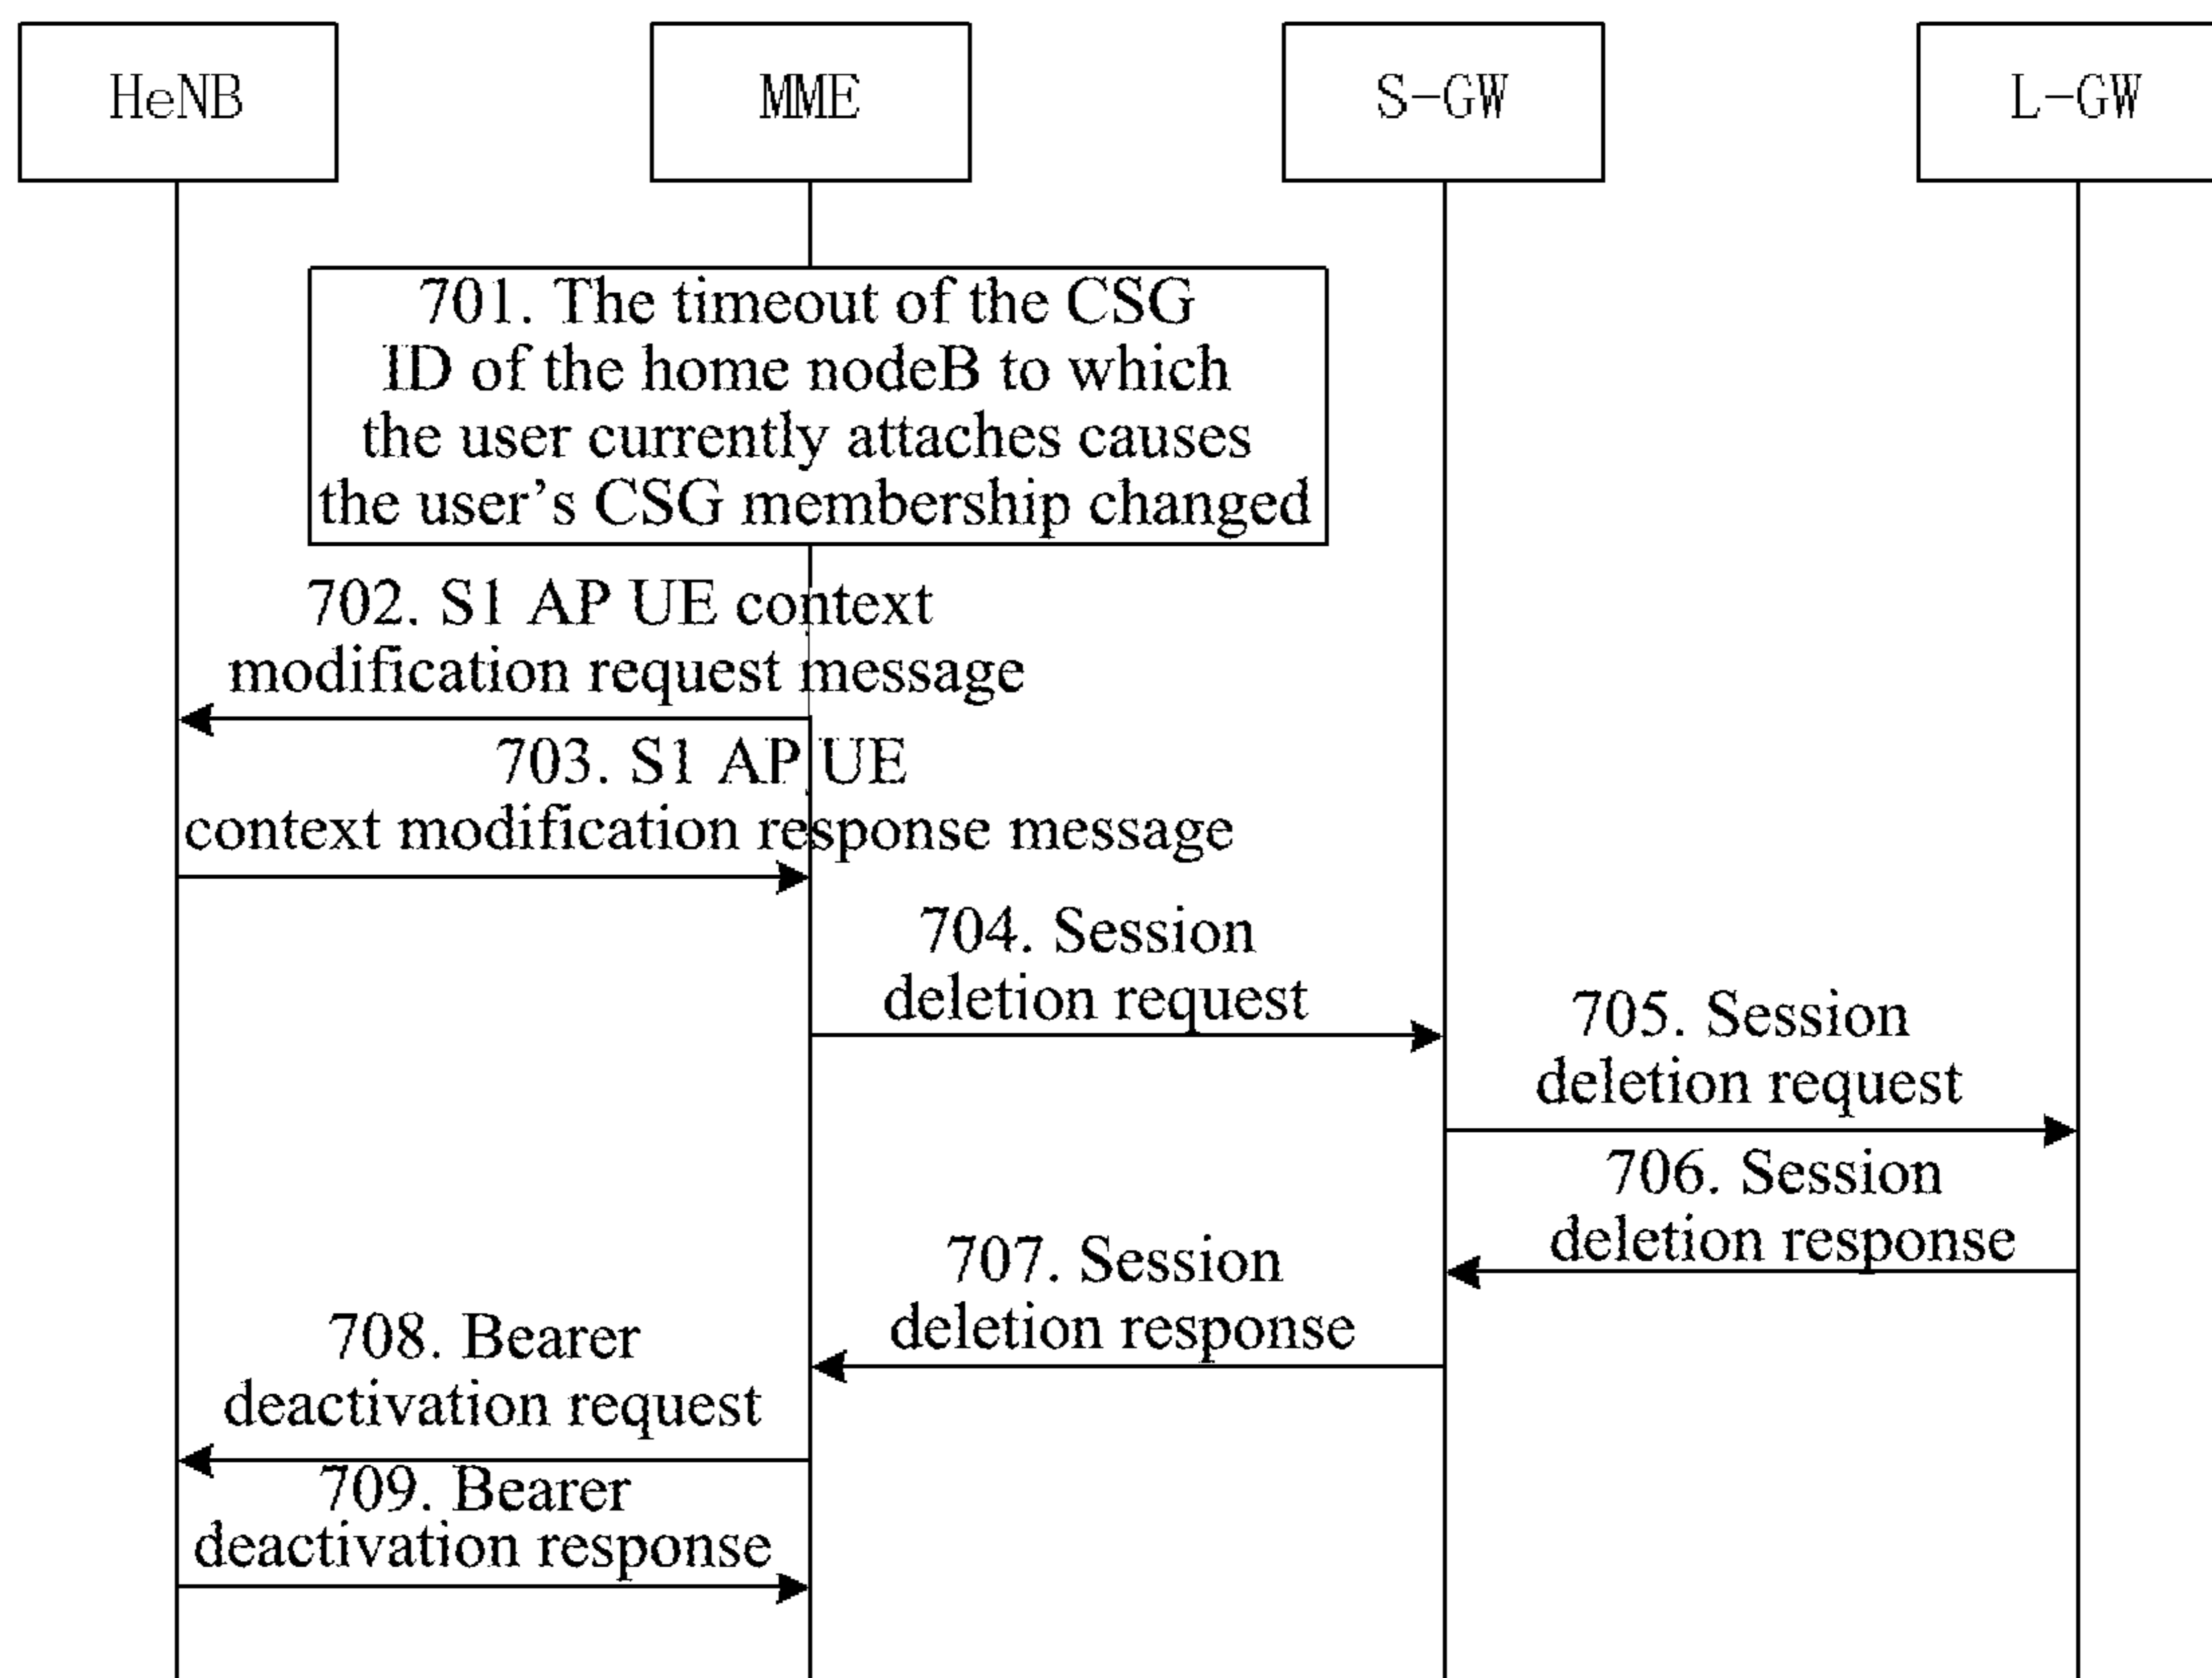 HeNB
MME
S-GW
L-GW
701. The timeout of the CSG
ID of the home nodeB to which
the user currently attaches causes
the user's CSG membership changed
702. S1 AP UE context
modification request message
703. S1 AP UE
context modification response message
704. Session
deletion request
705. Session
deletion request
706. Session
deletion response
707. Session
deletion response
708. Bearer
deactivation request
709. Bearer
deactivation response